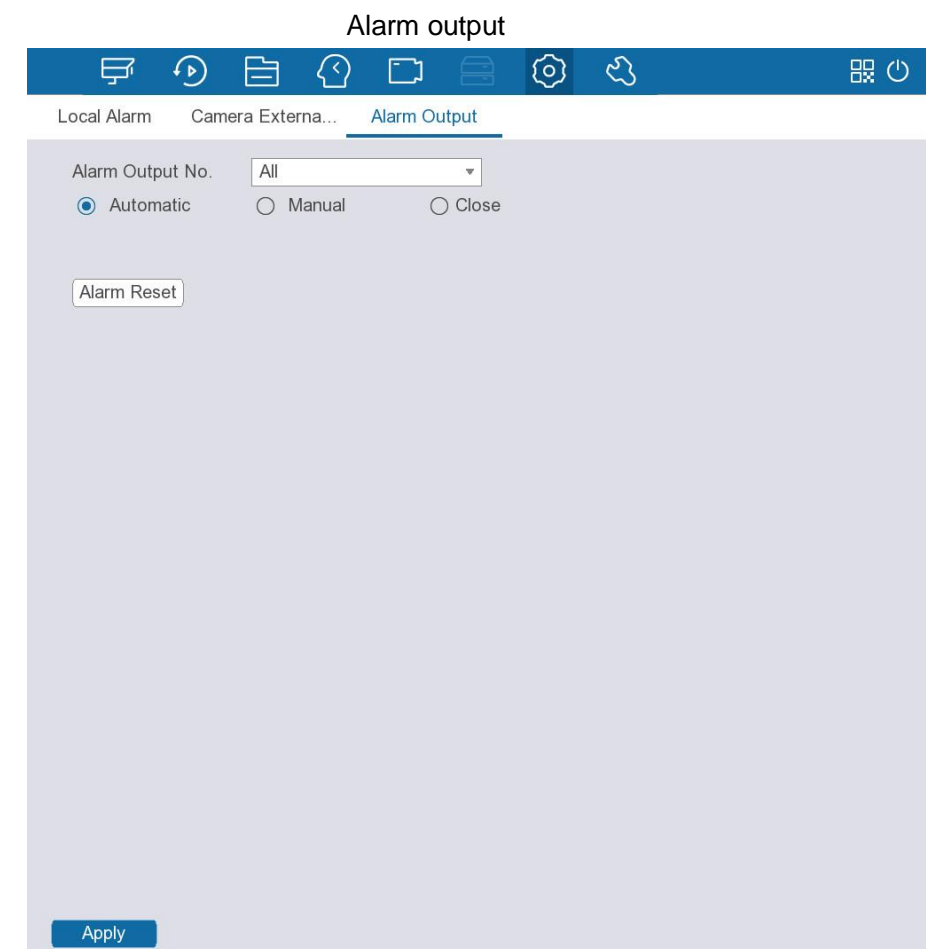 Alarm output
Local Alarm Camera Externa... Alarm Output
Alarm Output No. All
Automatic Manual Close
Alarm Reset
Apply